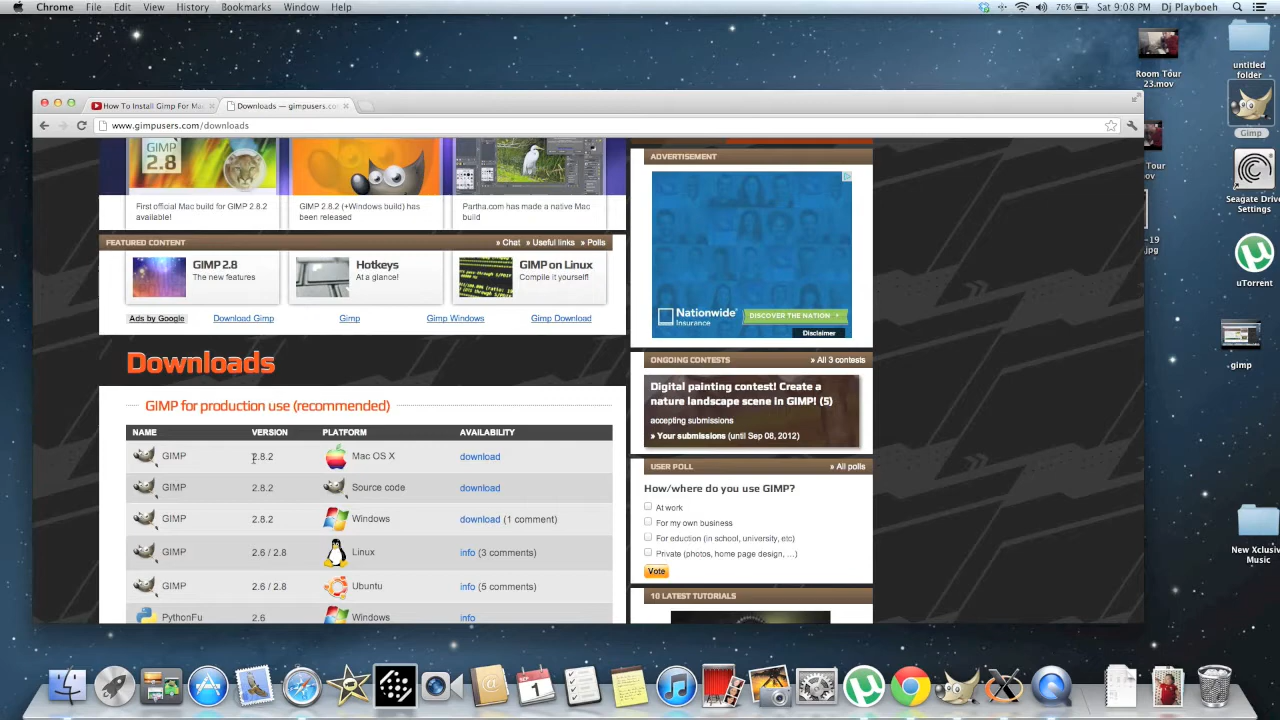 Chrome File Edit View History Bookmarks Window Help
76% Sat 9:08 PM Dj Playboeh
How To Install Gimp For Ma
Downloads — gimpusers.co
www.gimpusers.com/downloads
GIMP 2.8
First official Mac build for GIMP 2.8.2 available!
GIMP 2.8.2 (+Windows build) has been released
Partha.com has made a native Mac build
FEATURED CONTENT
» Chat » Useful links » Polls
GIMP 2.8
The new features
Hotkeys
At a glance!
GIMP on Linux
Compile it yourself!
Ads by Google Download Gimp Gimp Gimp Windows Gimp Download
Downloads
GIMP for production use (recommended)
NAME VERSION PLATFORM AVAILABILITY
GIMP 2.8.2 Mac OS X download
GIMP 2.8.2 Source code download
GIMP 2.8.2 Windows download (1 comment)
GIMP 2.6 / 2.8 Linux info (3 comments)
GIMP 2.6 / 2.8 Ubuntu info (5 comments)
PythonFu 2.6 Windows info
ADVERTISEMENT
Nationwide
Insurance
DISCOVER THE NATION
Disclaimer
ONGOING CONTESTS » All 3 contests
Digital painting contest! Create a
nature landscape scene in GIMP! (5)
accepting submissions
» Your submissions (until Sep 08, 2012)
USER POLL » All polls
How/where do you use GIMP?
At work
For my own business
For eduction (in school, university, etc)
Private (photos, home page design, …)
Vote
10 LATEST TUTORIALS
Room Tour
23.mov
untitled
folder
Gimp
Tour
ov
Seagate Drive
Settings
-19
.jpg
uTorrent
gimp
New Xclusiv
Music
SEP
1